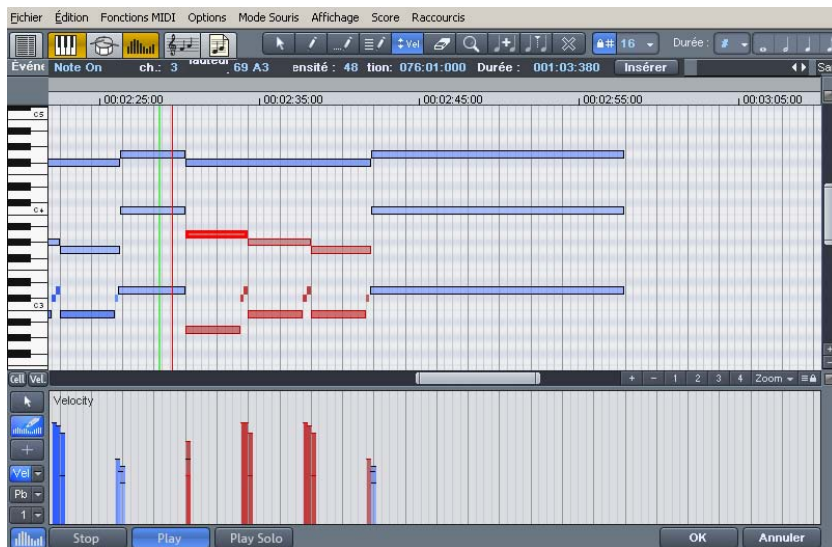 Fichier Édition Fonctions MIDI Options Mode Souris Affichage Score Raccourcis
Vel # 16 Durée :
Événe Note On ch.: 3 69 A3 ensité : 48 tion: 076:01:000 Durée : 001:03:380 Insérer Sa
00:02:25:00 00:02:35:00 00:02:45:00 00:02:55:00 00:03:05:00
C5
C4
C3
Cell Vel. + - 1 2 3 4 Zoom
Velocity
Vel
Pb
1
Stop Play Play Solo OK Annuler